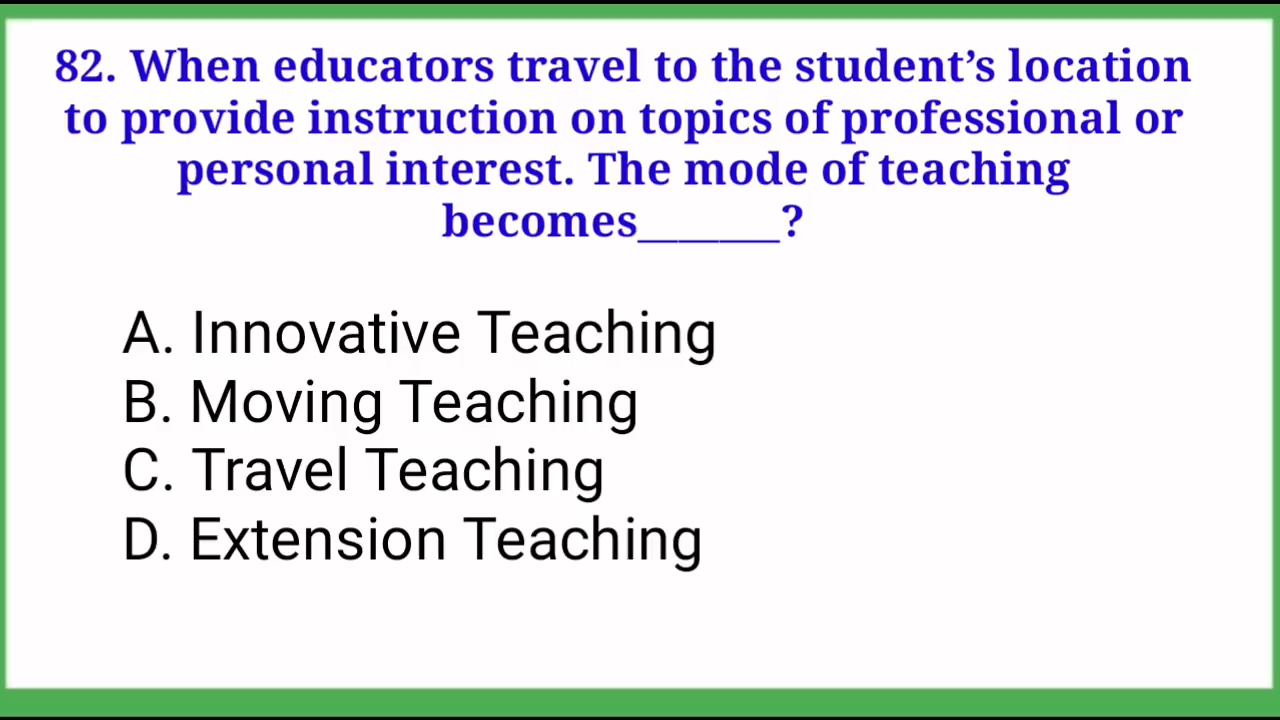 82. When educators travel to the student’s location
to provide instruction on topics of professional or
personal interest. The mode of teaching
becomes_______?
A. Innovative Teaching
B. Moving Teaching
C. Travel Teaching
D. Extension Teaching